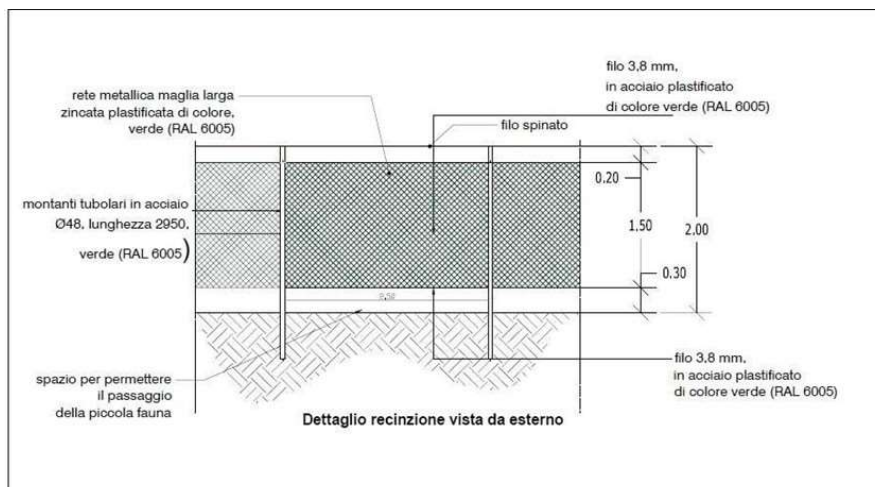 filo 3,8 mm,
in acciaio plastificato
di colore verde (RAL 6005)
rete metallica maglia larga
zincata plastificata di colore,
verde (RAL 6005)
filo spinato
0.20
montanti tubolari in acciaio
Ø48, lunghezza 2950,
verde (RAL 6005)
1.50
2.00
0.30
spazio per permettere
il passaggio
della piccola fauna
filo 3,8 mm,
in acciaio plastificato
di colore verde (RAL 6005)
Dettaglio recinzione vista da esterno